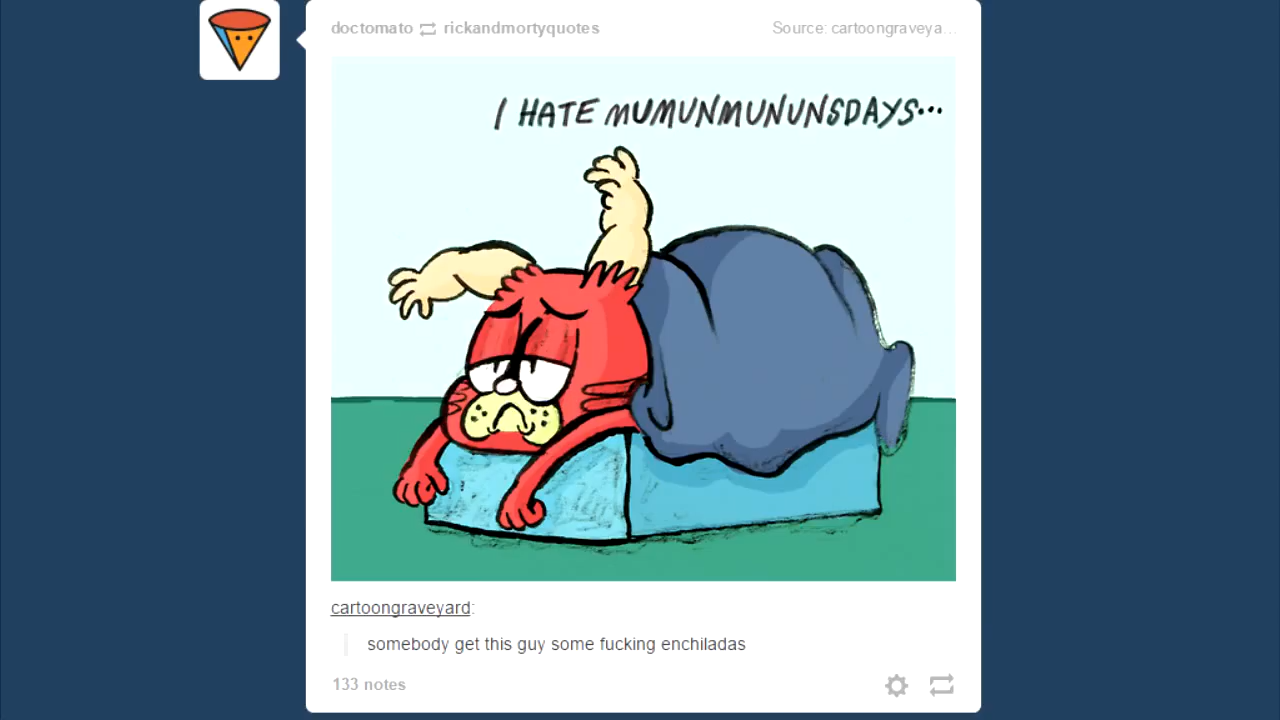 doctomato rickandmortyquotes
Source: cartoongraveya...
I HATE MUMUNMUNUNSDAYS...
cartoongraveyard:
somebody get this guy some fucking enchiladas
133 notes